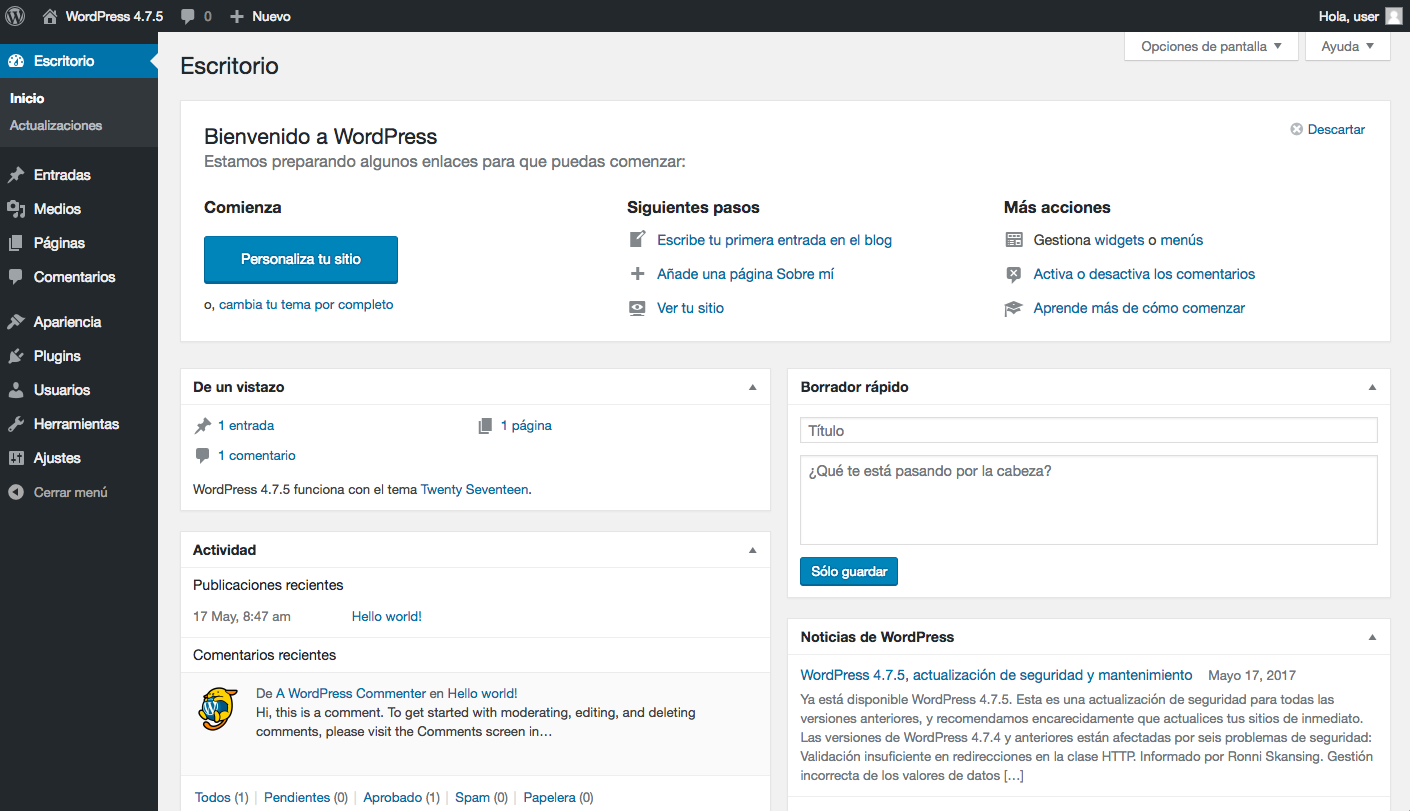 WordPress 4.7.5
0
Nuevo
Hola, user
Escritorio
Inicio
Actualizaciones
Entradas
Medios
Páginas
Comentarios
Apariencia
Plugins
Usuarios
Herramientas
Ajustes
Cerrar menú
Opciones de pantalla
Ayuda
Escritorio
Bienvenido a WordPress
Estamos preparando algunos enlaces para que puedas comenzar:
Descartar
Comienza
Personaliza tu sitio
o, cambia tu tema por completo
Siguientes pasos
Escribe tu primera entrada en el blog
Añade una página Sobre mí
Ver tu sitio
Más acciones
Gestiona widgets o menús
Activa o desactiva los comentarios
Aprende más de cómo comenzar
De un vistazo
1 entrada
1 página
1 comentario
WordPress 4.7.5 funciona con el tema Twenty Seventeen.
Actividad
Publicaciones recientes
17 May, 8:47 am
Hello world!
Comentarios recientes
De A WordPress Commenter en Hello world!
Hi, this is a comment. To get started with moderating, editing, and deleting
comments, please visit the Comments screen in…
Todos (1) | Pendientes (0) | Aprobado (1) | Spam (0) | Papelera (0)
Borrador rápido
Título
¿Qué te está pasando por la cabeza?
Sólo guardar
Noticias de WordPress
WordPress 4.7.5, actualización de seguridad y mantenimiento Mayo 17, 2017
Ya está disponible WordPress 4.7.5. Esta es una actualización de seguridad para todas las
versiones anteriores, y recomendamos encarecidamente que actualices tus sitios de inmediato.
Las versiones de WordPress 4.7.4 y anteriores están afectadas por seis problemas de seguridad:
Validación insuficiente en redirecciones en la clase HTTP. Informado por Ronni Skansing. Gestión
incorrecta de los valores de datos […]